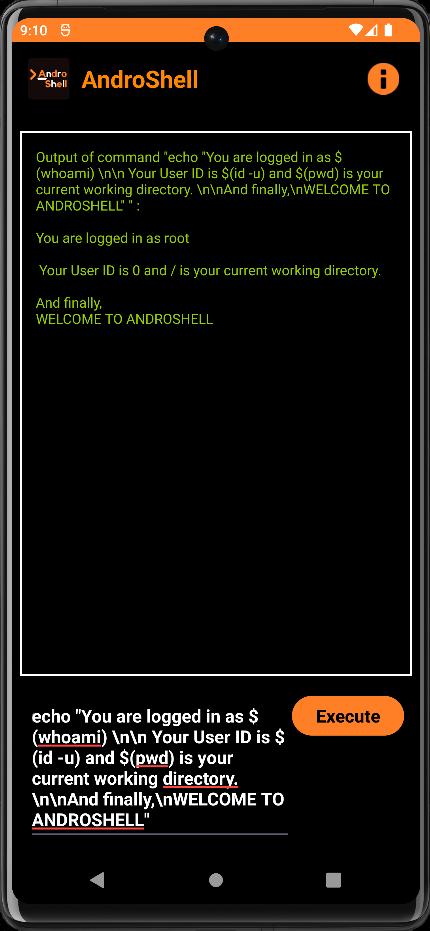 9:10
Andro
Shell
AndroShell
Output of command "echo "You are logged in as $
(whoami) \n\n Your User ID is $(id -u) and $(pwd) is your
current working directory. \n\nAnd finally,\nWELCOME TO
ANDROSHELL" " :
You are logged in as root
Your User ID is 0 and / is your current working directory.
And finally,
WELCOME TO ANDROSHELL
echo "You are logged in as $
(whoami) \n\n Your User ID is $
(id -u) and $(pwd) is your
current working directory.
\n\nAnd finally,\nWELCOME TO
ANDROSHELL"
Execute